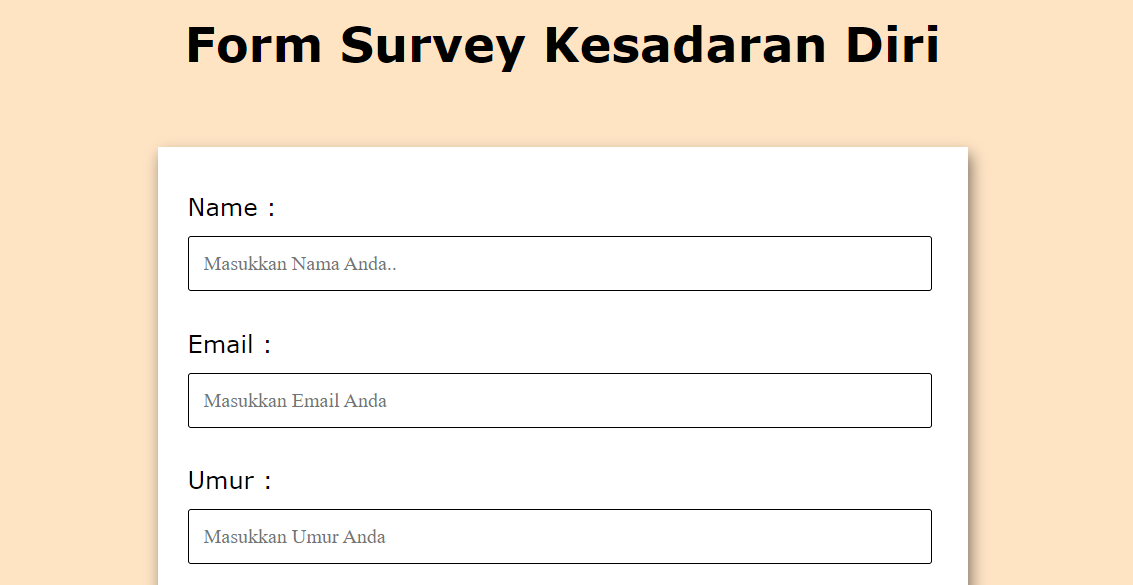 Form Survey Kesadaran Diri
Name :
Masukkan Nama Anda..
Email :
Masukkan Email Anda
Umur :
Masukkan Umur Anda